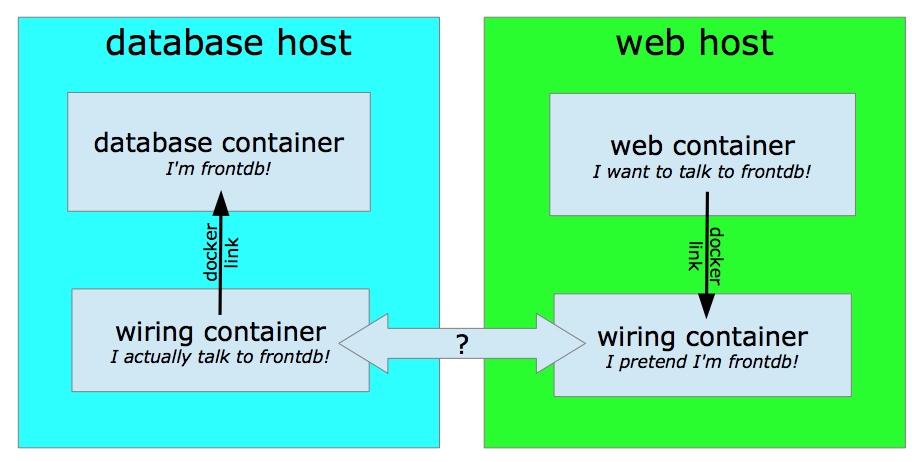 database host
database container
I'm frontdb!
docker
link
wiring container
I actually talk to frontdb!
?
web host
web container
I want to talk to frontdb!
docker
link
wiring container
I pretend I'm frontdb!